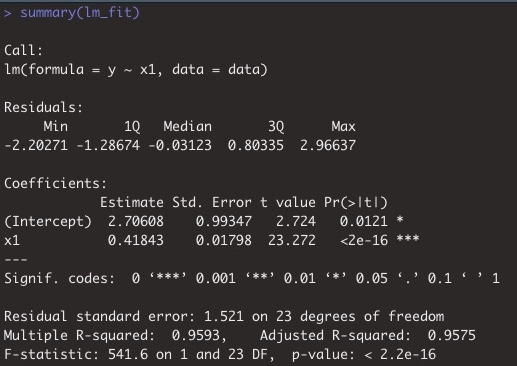 > summary(lm_fit)
Call:
lm(formula = y ~ x1, data = data)
Residuals:
Min 1Q Median 3Q Max
-2.20271 -1.28674 -0.03123 0.80335 2.96637
Coefficients:
Estimate Std. Error t value Pr(>|t|)
(Intercept) 2.70608 0.99347 2.724 0.0121 *
x1 0.41843 0.01798 23.272 <2e-16 ***
---
Signif. codes: 0 ‘***’ 0.001 ‘**’ 0.01 ‘*’ 0.05 ‘.’ 0.1 ‘ ’ 1
Residual standard error: 1.521 on 23 degrees of freedom
Multiple R-squared: 0.9593, Adjusted R-squared: 0.9575
F-statistic: 541.6 on 1 and 23 DF, p-value: < 2.2e-16